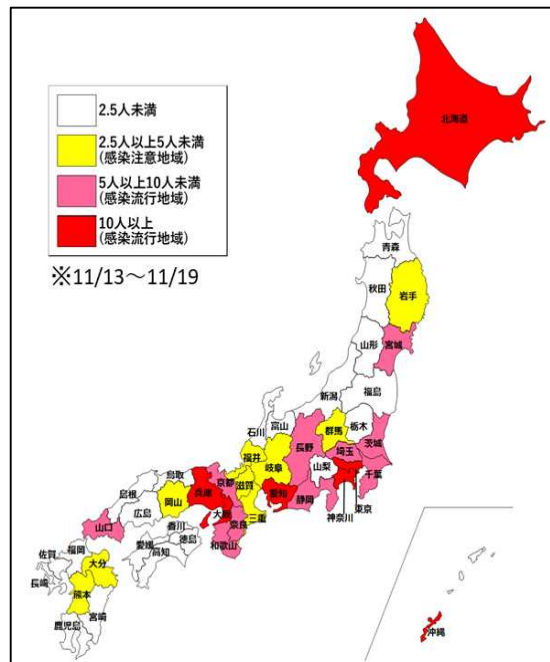 2.5人未満
2.5人以上5人未満
(感染注意地域)
5人以上10人未満
(感染流行地域)
10人以上
(感染流行地域)
※11/13〜11/19
北海道
青森
秋田
岩手
山形
宮城
新潟
福島
石川
富山
群馬
栃木
長野
埼玉
茨城
福井
岐阜
山梨
千葉
鳥取
京都
滋賀
愛知
静岡
東京
神奈川
島根
岡山
兵庫
大阪
奈良
三重
和歌山
広島
山口
香川
徳島
愛媛
高知
福岡
佐賀
大分
長崎
熊本
宮崎
鹿児島
沖縄